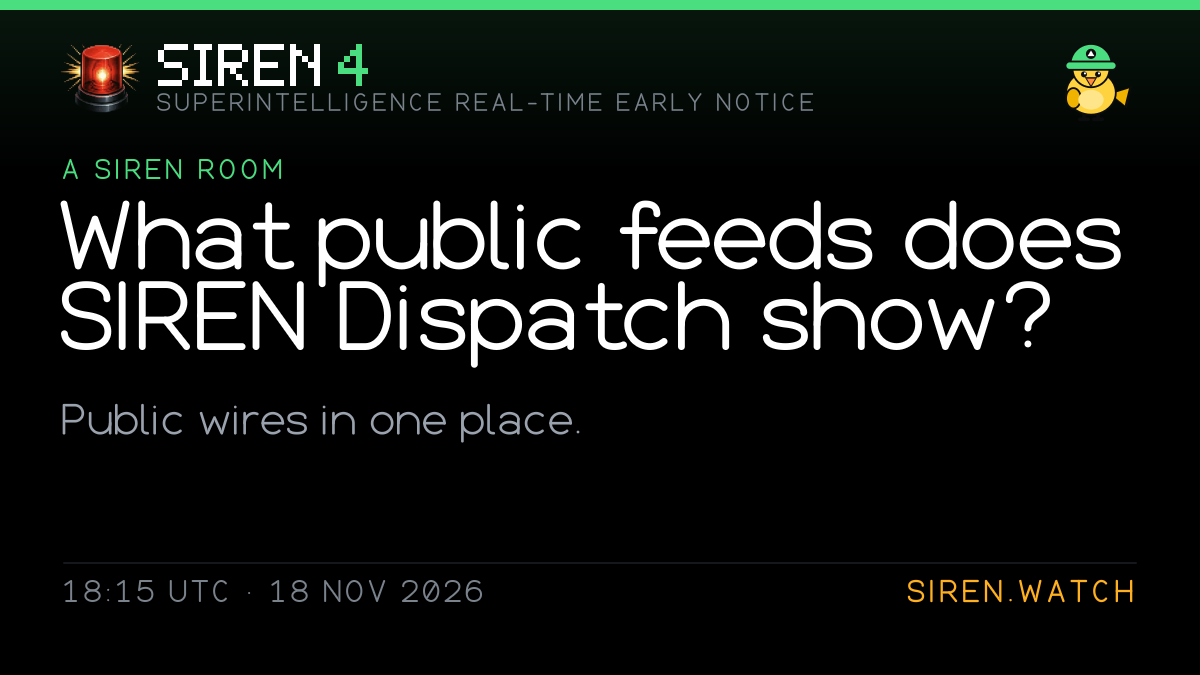 SIREN 4
SUPERINTELLIGENCE REAL-TIME EARLY NOTICE
A SIREN ROOM
What public feeds does
SIREN Dispatch show?
Public wires in one place.
18:15 UTC · 18 NOV 2026
SIREN.WATCH